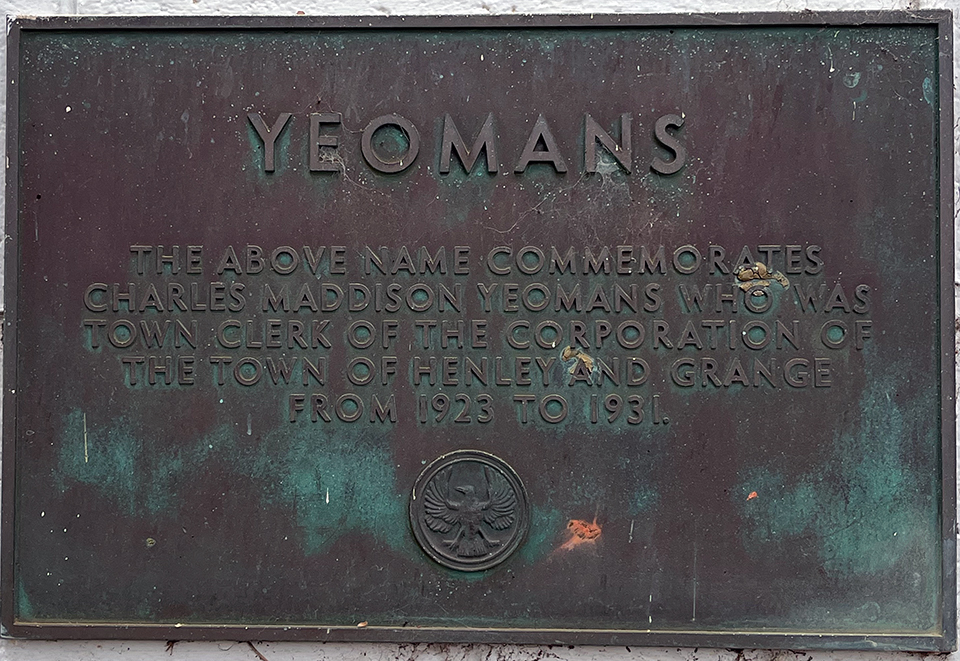 YEOMANS
THE ABOVE NAME COMMEMORATES
CHARLES MADDISON YEOMANS WHO WAS
TOWN CLERK OF THE CORPORATION OF
THE TOWN OF HENLEY AND GRANGE
FROM 1923 TO 1931.